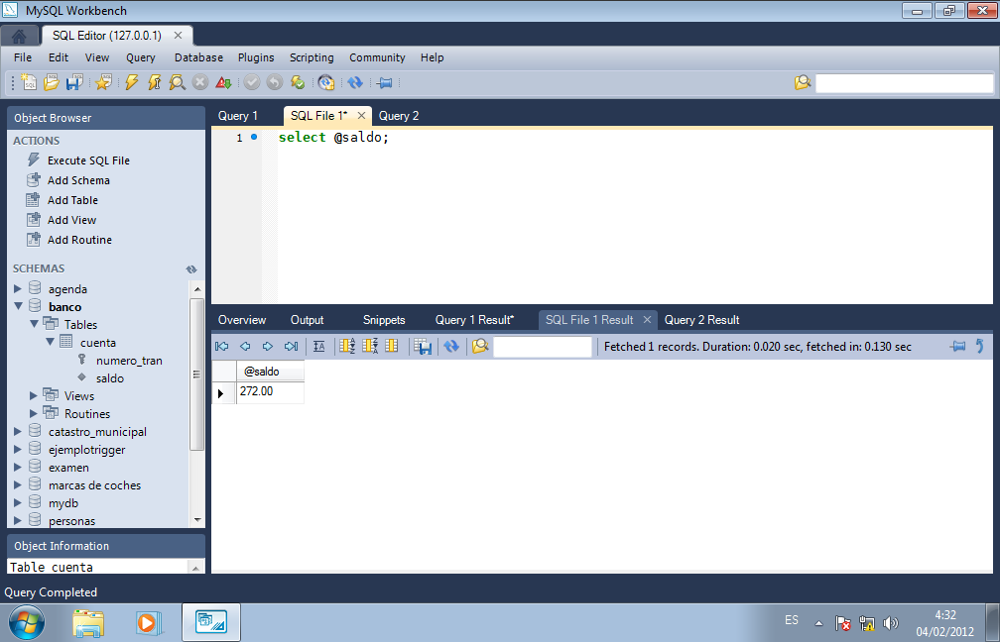 MySQL Workbench
SQL Editor (127.0.0.1)
File Edit View Query Database Plugins Scripting Community Help
Object Browser
ACTIONS
Execute SQL File
Add Schema
Add Table
Add View
Add Routine
SCHEMAS
agenda
banco
Tables
cuenta
numero_tran
saldo
Views
Routines
catastro_municipal
ejemplotrigger
examen
marcas de coches
mydb
personas
Object Information
Table cuenta
Query 1 SQL File 1* Query 2
1 select @saldo;
Overview Output Snippets Query 1 Result* SQL File 1 Result Query 2 Result
Fetched 1 records. Duration: 0.020 sec, fetched in: 0.130 sec
@saldo
272.00
Query Completed
ES
4:32
04/02/2012